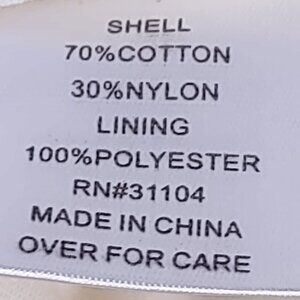 SHELL
70%COTTON
30%NYLON
LINING
100%POLYESTER
RN#31104
MADE IN CHINA
OVER FOR CARE